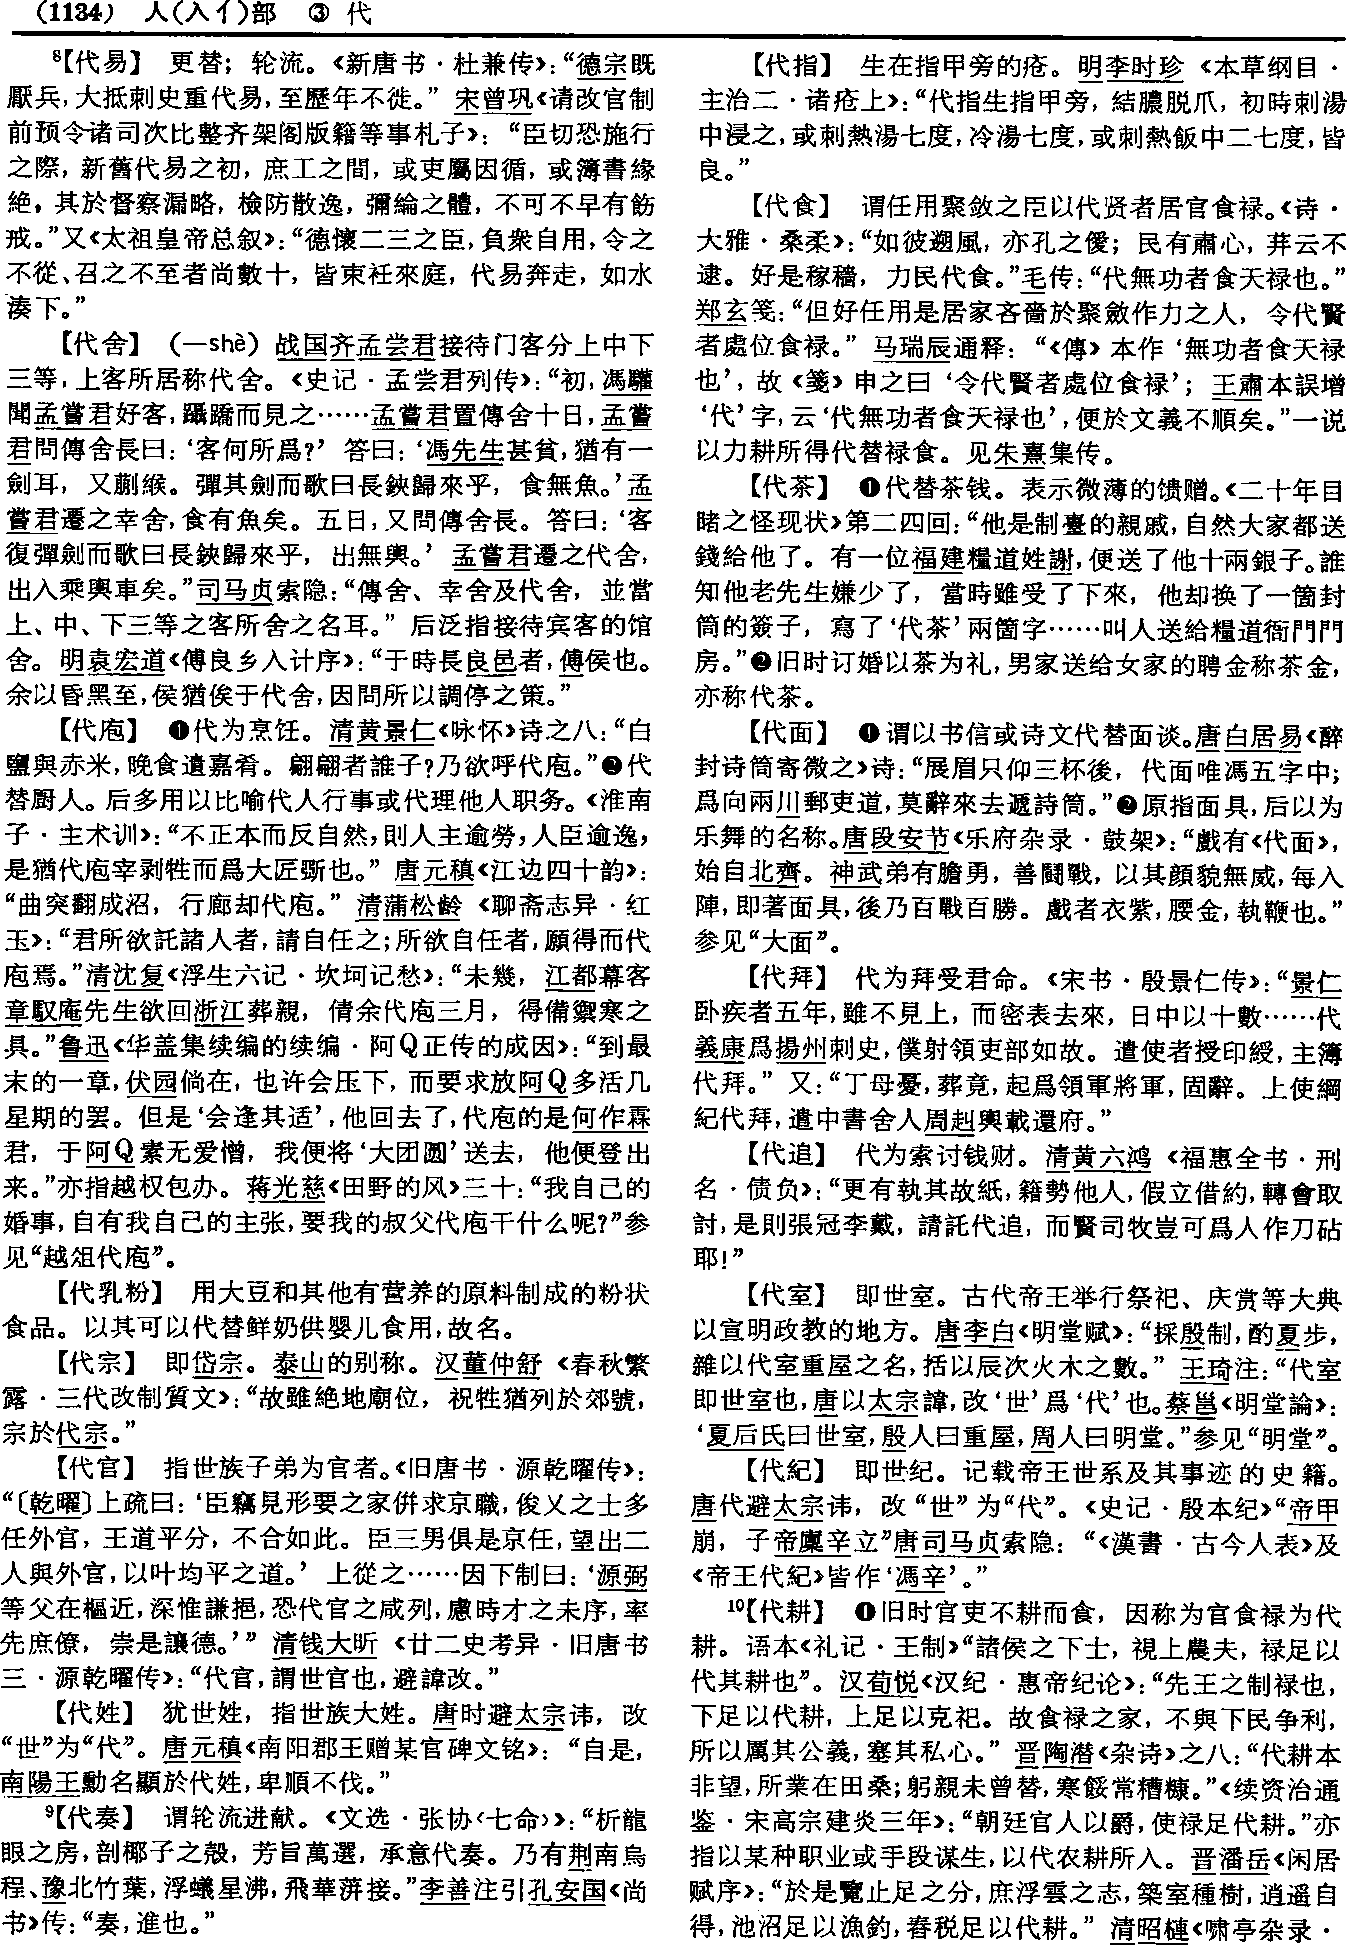 (1134) 人(入亻)部 ③ 代
⁸【代易】 更替；轮流。《新唐书·杜兼传》：“德宗既
厭兵，大抵刺史重代易，至歷年不徙。” 宋曾巩《请改官制
前预令诸司次比整齐架阁版籍等事札子》：“臣切恐施行
之際，新舊代易之初，庶工之間，或吏屬因循，或簿書緣
絶，其於督察漏略，檢防散逸，彌綸之體，不可不早有飭
戒。”又《太祖皇帝总叙》：“德懷二三之臣，負衆自用，令之
不從、召之不至者尚數十，皆束衽來庭，代易奔走，如水
湊下。”
【代舍】 (—shè) 战国齐孟尝君接待门客分上中下
三等，上客所居称代舍。《史记·孟尝君列传》：“初，馮驩
聞孟嘗君好客，躡蹻而見之……孟嘗君置傳舍十日，孟嘗
君問傳舍長曰：‘客何所爲？’ 答曰：‘馮先生甚貧，猶有一
劍耳，又蒯緱。彈其劍而歌曰長鋏歸來乎，食無魚。’孟
嘗君遷之幸舍，食有魚矣。五日，又問傳舍長。答曰：‘客
復彈劍而歌曰長鋏歸來乎，出無輿。’ 孟嘗君遷之代舍，
出入乘輿車矣。”司马贞索隐：“傳舍、幸舍及代舍，並當
上、中、下三等之客所舍之名耳。” 后泛指接待宾客的馆
舍。明袁宏道《傅良乡入计序》：“于時長良邑者，傅侯也。
余以昏黑至，侯猶俟于代舍，因問所以調停之策。”
【代庖】 ❶代为烹饪。清黄景仁《咏怀》诗之八：“白
鹽與赤米，晚食遺嘉肴。翩翩者誰子？乃欲呼代庖。”❷代
替厨人。后多用以比喻代人行事或代理他人职务。《淮南
子·主术训》：“不正本而反自然，則人主逾勞，人臣逾逸，
是猶代庖宰剥牲而爲大匠斲也。” 唐元稹《江边四十韵》：
“曲突翻成沼，行廊却代庖。” 清蒲松龄《聊斋志异·红
玉》：“君所欲託諸人者，請自任之；所欲自任者，願得而代
庖焉。”清沈复《浮生六记·坎坷记愁》：“未幾，江都幕客
章馭庵先生欲回浙江葬親，倩余代庖三月，得備禦寒之
具。”鲁迅《华盖集续编的续编·阿Q正传的成因》：“到最
末的一章，伏园倘在，也许会压下，而要求放阿Q多活几
星期的罢。但是‘会逢其适’，他回去了，代庖的是何作霖
君，于阿Q素无爱憎，我便将‘大团圆’送去，他便登出
来。”亦指越权包办。蒋光慈《田野的风》三十：“我自己的
婚事，自有我自己的主张，要我的叔父代庖干什么呢？”参
见“越俎代庖”。
【代乳粉】 用大豆和其他有营养的原料制成的粉状
食品。以其可以代替鲜奶供婴儿食用，故名。
【代宗】 即岱宗。泰山的别称。汉董仲舒《春秋繁
露·三代改制質文》：“故雖絶地廟位，祝牲猶列於郊號，
宗於代宗。”
【代官】 指世族子弟为官者。《旧唐书·源乾曜传》：
“〔乾曜〕上疏曰：‘臣竊見形要之家併求京職，俊乂之士多
任外官，王道平分，不合如此。臣三男俱是京任，望出二
人與外官，以叶均平之道。’ 上從之……因下制曰：‘源弼
等父在樞近，深惟謙挹，恐代官之咸列，慮時才之未序，率
先庶僚，崇是讓德。’” 清钱大昕《廿二史考异·旧唐书
三·源乾曜传》：“代官，謂世官也，避諱改。”
【代姓】 犹世姓，指世族大姓。唐时避太宗讳，改
“世”为“代”。唐元稹《南阳郡王赠某官碑文铭》：“自是，
南陽王勳名顯於代姓，卑順不伐。”
⁹【代奏】 谓轮流进献。《文选·张协〈七命〉》：“析龍
眼之房，剖椰子之殼，芳旨萬選，承意代奏。乃有荆南烏
程、豫北竹葉，浮蟻星沸，飛華蓱接。”李善注引孔安国《尚
书》传：“奏，進也。”
【代指】 生在指甲旁的疮。明李时珍《本草纲目·
主治二·诸疮上》：“代指生指甲旁，結膿脱爪，初時刺湯
中浸之，或刺熱湯七度，冷湯七度，或刺熱飯中二七度，皆
良。”
【代食】 谓任用聚敛之臣以代贤者居官食禄。《诗·
大雅·桑柔》：“如彼遡風，亦孔之僾；民有肅心，荓云不
逮。好是稼穡，力民代食。”毛传：“代無功者食天禄也。”
郑玄笺：“但好任用是居家吝嗇於聚斂作力之人，令代賢
者處位食禄。” 马瑞辰通释：“《傳》本作‘無功者食天禄
也’，故《箋》申之曰‘令代賢者處位食禄’；王肅本誤增
‘代’字，云‘代無功者食天禄也’，便於文義不順矣。”一说
以力耕所得代替禄食。见朱熹集传。
【代茶】 ❶代替茶钱。表示微薄的馈赠。《二十年目
睹之怪现状》第二四回：“他是制臺的親戚，自然大家都送
錢給他了。有一位福建糧道姓謝，便送了他十兩銀子。誰
知他老先生嫌少了，當時雖受了下來，他却换了一箇封
筒的簽子，寫了‘代茶’兩箇字……叫人送給糧道衙門門
房。”❷旧时订婚以茶为礼，男家送给女家的聘金称茶金，
亦称代茶。
【代面】 ❶谓以书信或诗文代替面谈。唐白居易《醉
封诗筒寄微之》诗：“展眉只仰三杯後，代面唯馮五字中；
爲向兩川郵吏道，莫辭來去遞詩筒。”❷原指面具，后以为
乐舞的名称。唐段安节《乐府杂录·鼓架》：“戲有《代面》，
始自北齊。神武弟有膽勇，善鬭戰，以其顔貌無威，每入
陣，即著面具，後乃百戰百勝。戲者衣紫，腰金，執鞭也。”
参见“大面”。
【代拜】 代为拜受君命。《宋书·殷景仁传》：“景仁
卧疾者五年，雖不見上，而密表去來，日中以十數……代
義康爲揚州刺史，僕射領吏部如故。遣使者授印綬，主簿
代拜。” 又：“丁母憂，葬竟，起爲領軍將軍，固辭。上使綱
紀代拜，遣中書舍人周赳輿載還府。”
【代追】 代为索讨钱财。清黄六鸿《福惠全书·刑
名·债负》：“更有執其故紙，籍勢他人，假立借約，轉會取
討，是則張冠李戴，請託代追，而賢司牧豈可爲人作刀砧
耶！”
【代室】 即世室。古代帝王举行祭祀、庆赏等大典
以宣明政教的地方。唐李白《明堂赋》：“採殷制，酌夏步，
雜以代室重屋之名，括以辰次火木之數。” 王琦注：“代室
即世室也，唐以太宗諱，改‘世’爲‘代’也。蔡邕《明堂論》：
‘夏后氏曰世室，殷人曰重屋，周人曰明堂。”参见“明堂”。
【代紀】 即世纪。记载帝王世系及其事迹的史籍。
唐代避太宗讳，改“世”为“代”。《史记·殷本纪》“帝甲
崩，子帝廩辛立”唐司马贞索隐：“《漢書·古今人表》及
《帝王代紀》皆作‘馮辛’。”
¹⁰【代耕】 ❶旧时官吏不耕而食，因称为官食禄为代
耕。语本《礼记·王制》“諸侯之下士，視上農夫，禄足以
代其耕也”。汉荀悦《汉纪·惠帝纪论》：“先王之制禄也，
下足以代耕，上足以克祀。故食禄之家，不與下民争利，
所以厲其公義，塞其私心。” 晋陶潜《杂诗》之八：“代耕本
非望，所業在田桑；躬親未曾替，寒餒常糟糠。”《续资治通
鉴·宋高宗建炎三年》：“朝廷官人以爵，使禄足代耕。”亦
指以某种职业或手段谋生，以代农耕所入。晋潘岳《闲居
赋序》：“於是覽止足之分，庶浮雲之志，築室種樹，逍遥自
得，池沼足以漁釣，舂税足以代耕。” 清昭槤《啸亭杂录·